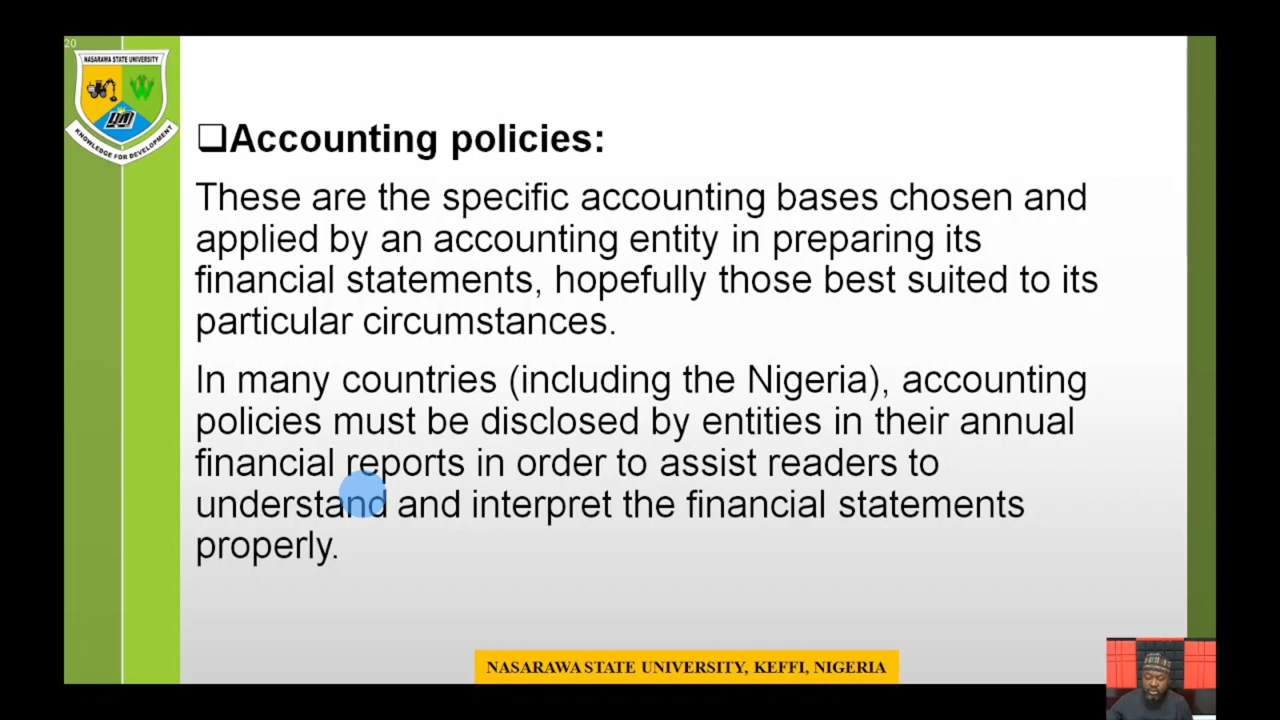 20
NASARAWA STATE UNIVERSITY
KNOWLEDGE FOR DEVELOPMENT
❑Accounting policies:
These are the specific accounting bases chosen and
applied by an accounting entity in preparing its
financial statements, hopefully those best suited to its
particular circumstances.
In many countries (including the Nigeria), accounting
policies must be disclosed by entities in their annual
financial reports in order to assist readers to
understand and interpret the financial statements
properly.
NASARAWA STATE UNIVERSITY, KEFFI, NIGERIA